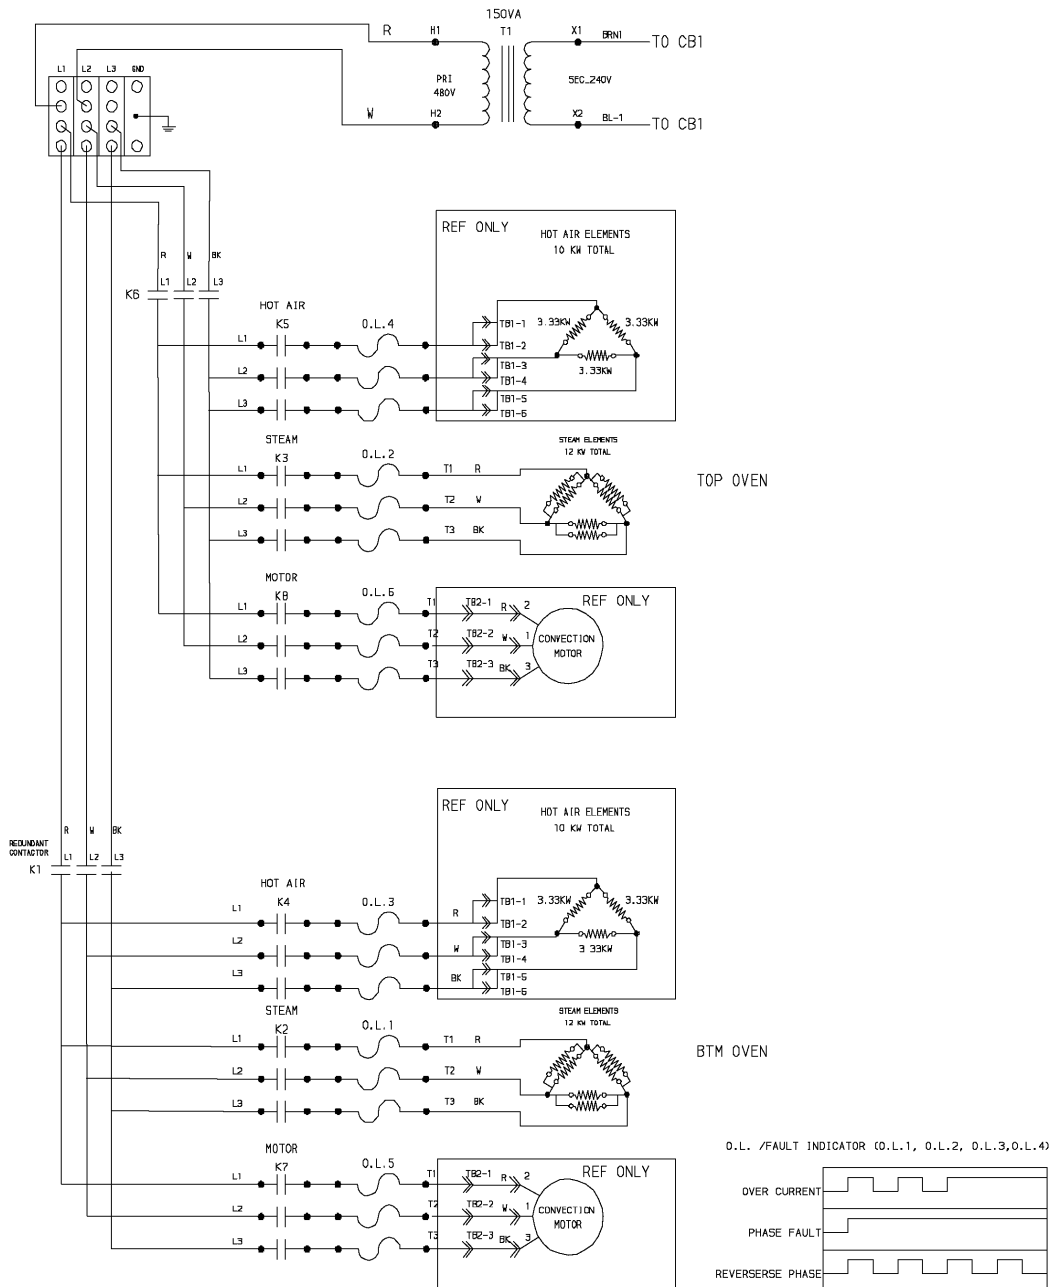 150VA
R H1 T1 X1 BRN1 TO CB1
L1 L2 L3 GND
PRI
480V
SEC_240V
W H2 X2 BL-1 TO CB1
REF ONLY
HOT AIR ELEMENTS
10 KW TOTAL
R W BK
K6 L1 L2 L3
HOT AIR
K5 O.L.4
L1 TB1-1 3.33KW 3.33KW
TB1-2
L2 TB1-3 3.33KW
TB1-4
L3 TB1-5
TB1-6
STEAM
K3 O.L.2
STEAM ELEMENTS
12 KW TOTAL
L1 T1 R
TOP OVEN
L2 T2 W
L3 T3 BK
MOTOR
K8 O.L.6
REF ONLY
L1 T1 TB2-1 R 2
L2 T2 TB2-2 W 1
CONVECTION
MOTOR
L3 T3 TB2-3 BK 3
REF ONLY
HOT AIR ELEMENTS
10 KW TOTAL
R W BK
REDUNDANT
CONTACTOR
K1 L1 L2 L3
HOT AIR
K4 O.L.3
L1 R TB1-1 3.33KW 3.33KW
TB1-2
L2 W TB1-3 3 33KW
TB1-4
L3 BK TB1-5
TB1-6
STEAM
K2 O.L.1
STEAM ELEMENTS
12 KW TOTAL
L1 T1 R
BTM OVEN
L2 T2 W
L3 T3 BK
MOTOR
K7 O.L.5
REF ONLY
L1 T1 TB2-1 R 2
L2 T2 TB2-2 W 1
CONVECTION
MOTOR
L3 T3 TB2-3 BK 3
O.L. /FAULT INDICATOR (O.L.1, O.L.2, O.L.3,O.L.4)
OVER CURRENT
PHASE FAULT
REVERSERSE PHASE